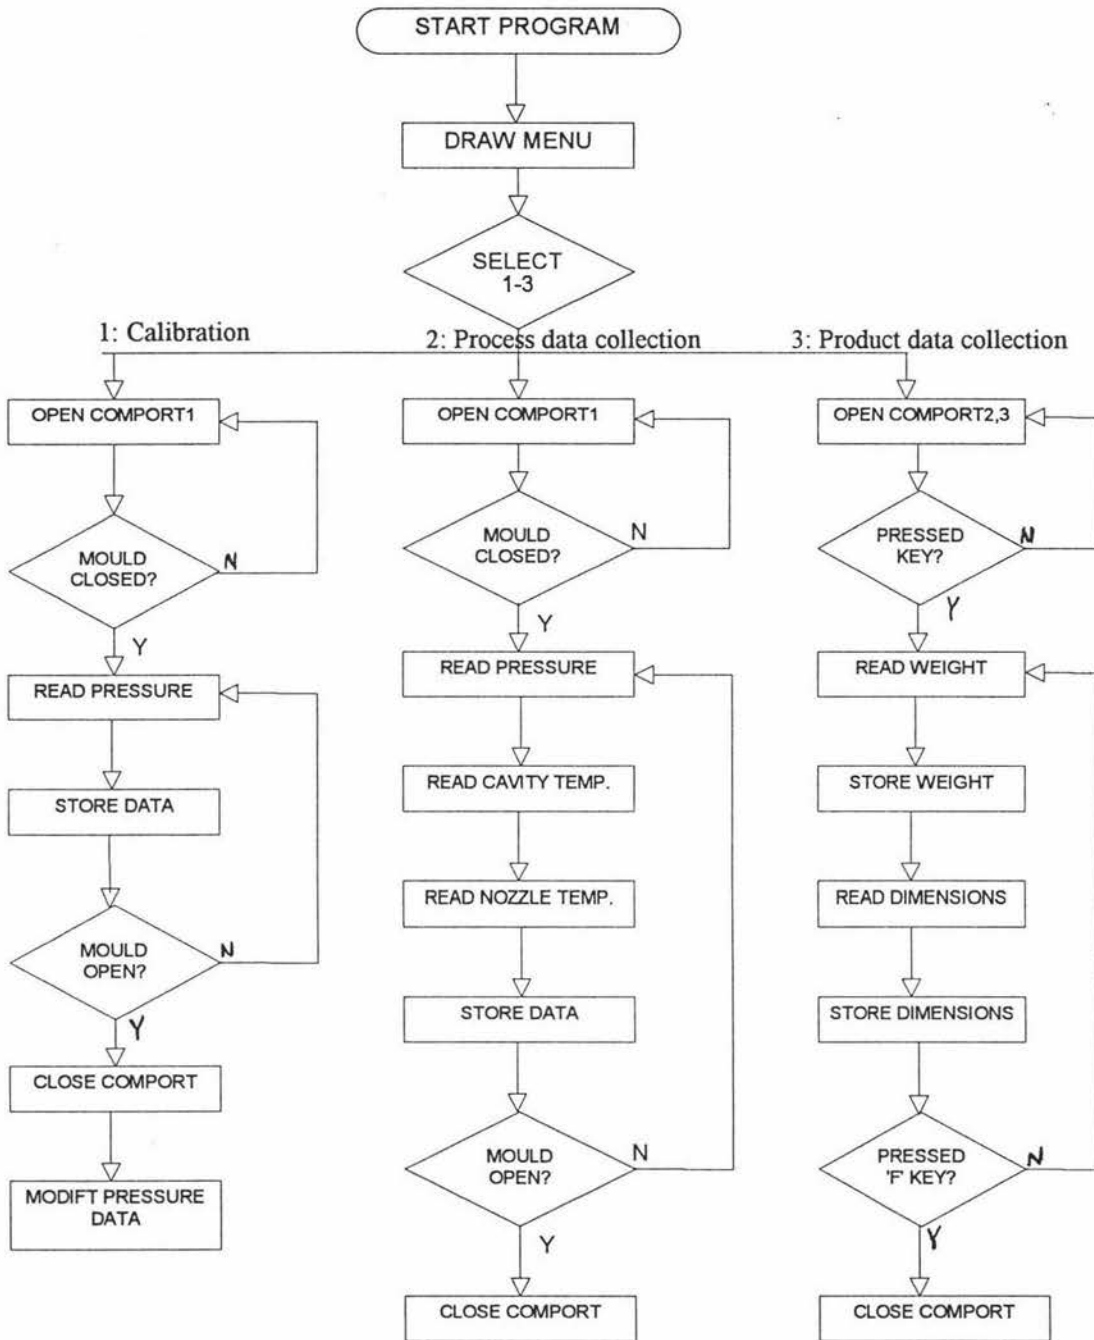 START PROGRAM
DRAW MENU
SELECT
1-3
1: Calibration
2: Process data collection
3: Product data collection
OPEN COMPORT1
MOULD
CLOSED?
N
Y
READ PRESSURE
STORE DATA
MOULD
OPEN?
N
Y
CLOSE COMPORT
MODIFT PRESSURE
DATA
OPEN COMPORT1
MOULD
CLOSED?
N
Y
READ PRESSURE
READ CAVITY TEMP.
READ NOZZLE TEMP.
STORE DATA
MOULD
OPEN?
N
Y
CLOSE COMPORT
OPEN COMPORT2,3
PRESSED
KEY?
N
Y
READ WEIGHT
STORE WEIGHT
READ DIMENSIONS
STORE DIMENSIONS
PRESSED
'F' KEY?
N
Y
CLOSE COMPORT